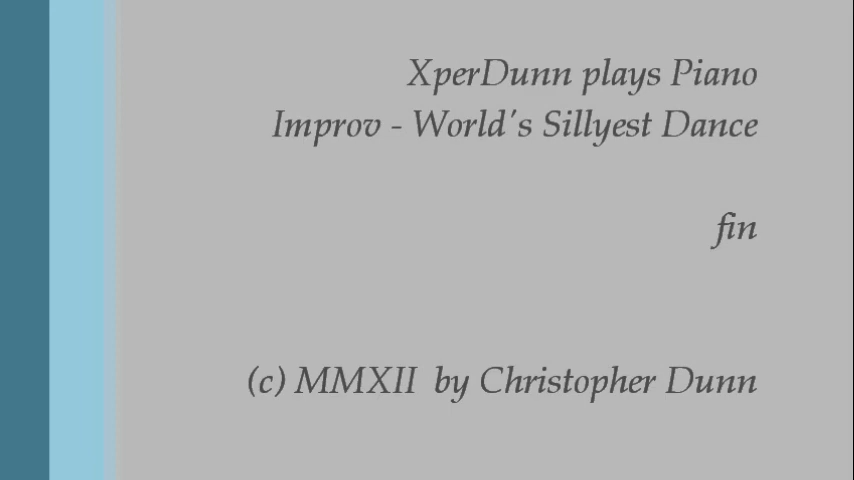 XperDunn plays Piano
Improv - World's Sillyest Dance
fin
(c) MMXII by Christopher Dunn